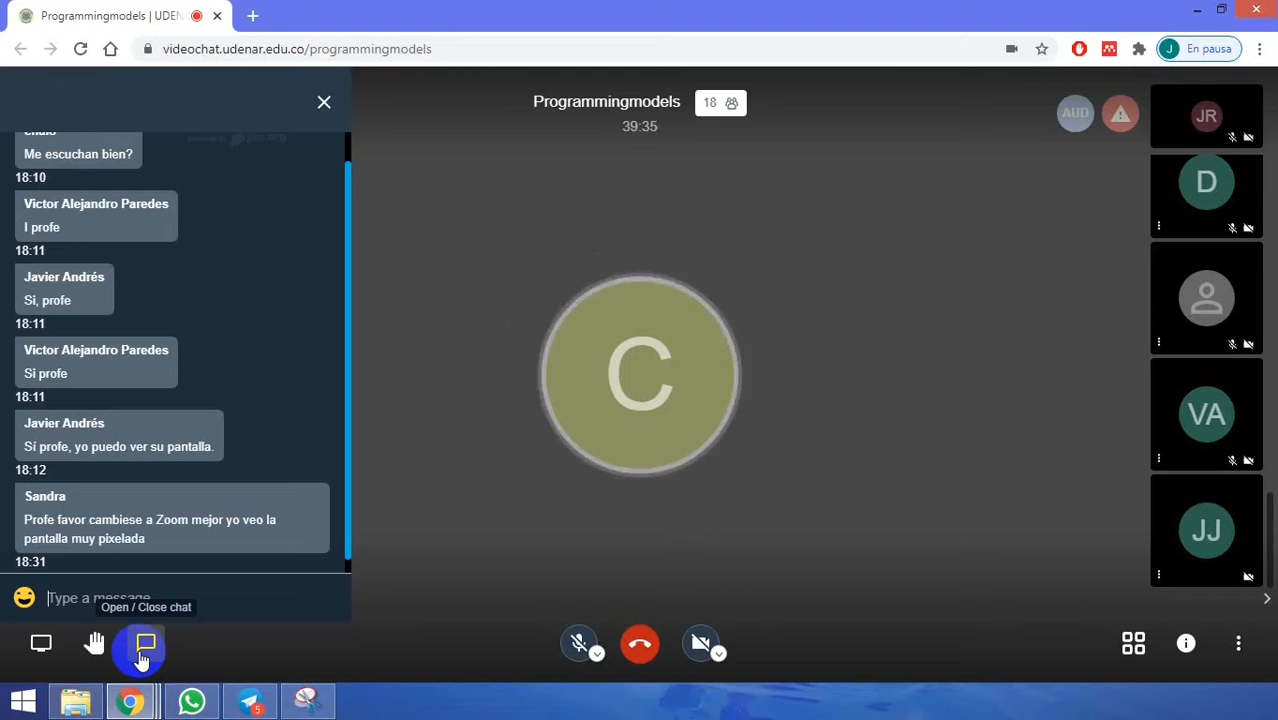 Programmingmodels | UDEN
J
En pausa
videochat.udenar.edu.co/programmingmodels
Programmingmodels
18
39:35
AUD
JR
D
VA
JJ
C
Me escuchan bien?
18:10
Victor Alejandro Paredes
I profe
18:11
Javier Andrés
Si, profe
18:11
Victor Alejandro Paredes
Si profe
18:11
Javier Andrés
Sí profe, yo puedo ver su pantalla.
18:12
Sandra
Profe favor cambiese a Zoom mejor yo veo la
pantalla muy pixelada
18:31
Type a message
Open / Close chat
5